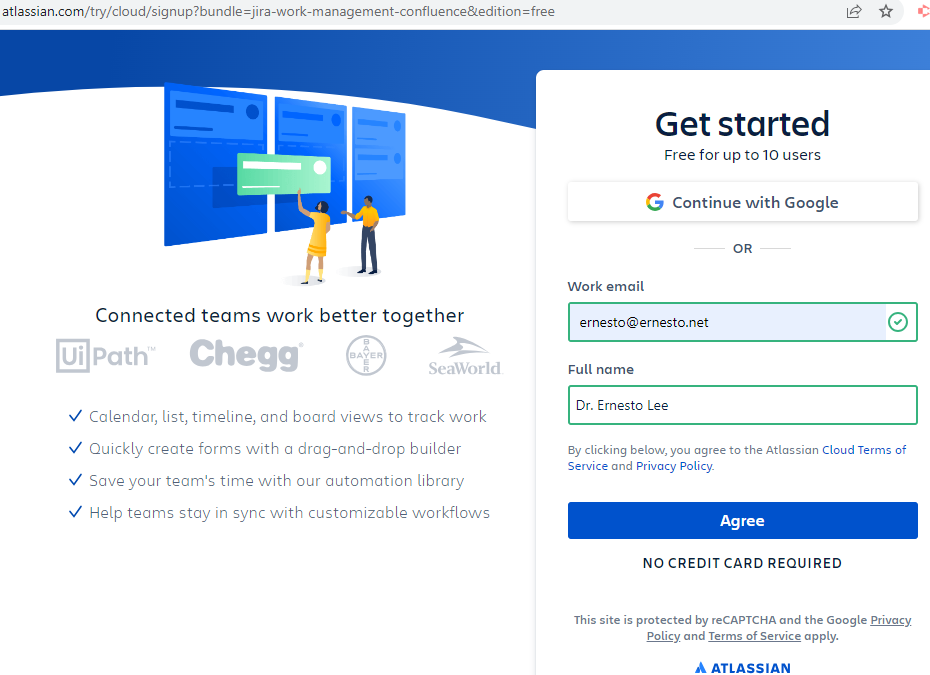 atlassian.com/try/cloud/signup?bundle=jira-work-management-confluence&edition=free
Connected teams work better together
UiPath™
Chegg®
BAYER
BAYER
SeaWorld
Calendar, list, timeline, and board views to track work
Quickly create forms with a drag-and-drop builder
Save your team's time with our automation library
Help teams stay in sync with customizable workflows
Get started
Free for up to 10 users
Continue with Google
OR
Work email
ernesto@ernesto.net
Full name
Dr. Ernesto Lee
By clicking below, you agree to the Atlassian Cloud Terms of
Service and Privacy Policy.
Agree
NO CREDIT CARD REQUIRED
This site is protected by reCAPTCHA and the Google Privacy
Policy and Terms of Service apply.
ATLASSIAN